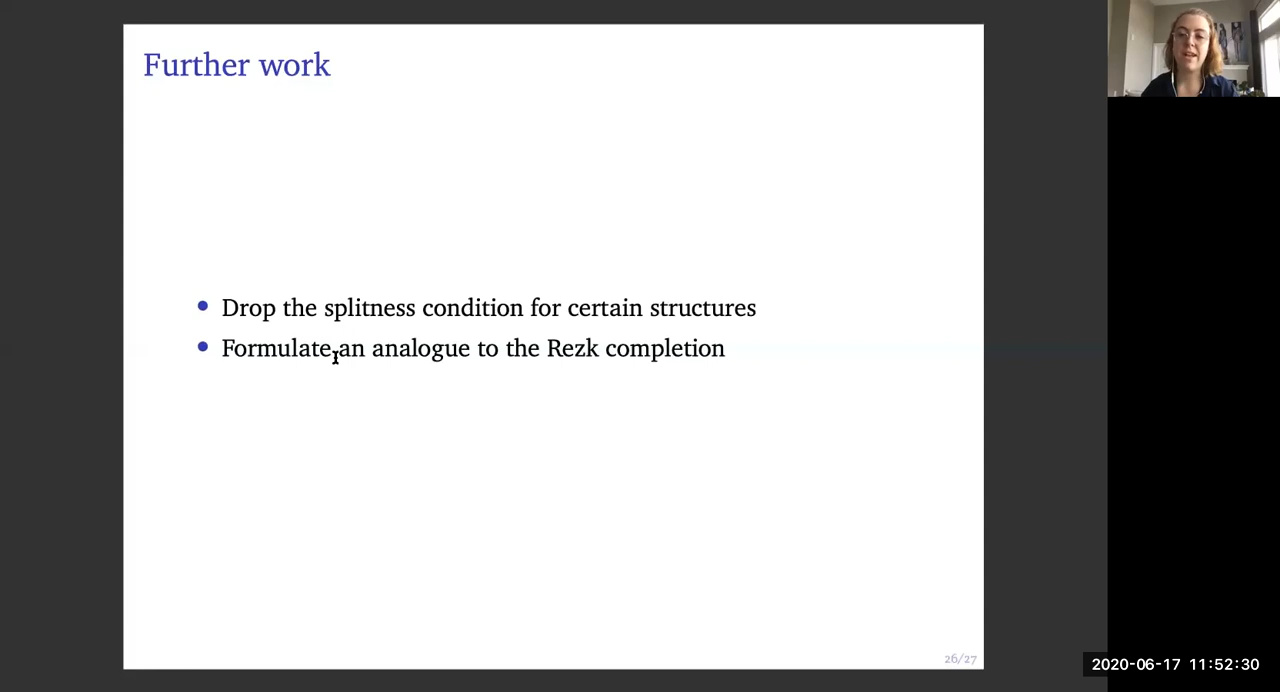 Further work
• Drop the splitness condition for certain structures
• Formulate an analogue to the Rezk completion
26/27
2020-06-17 11:52:30